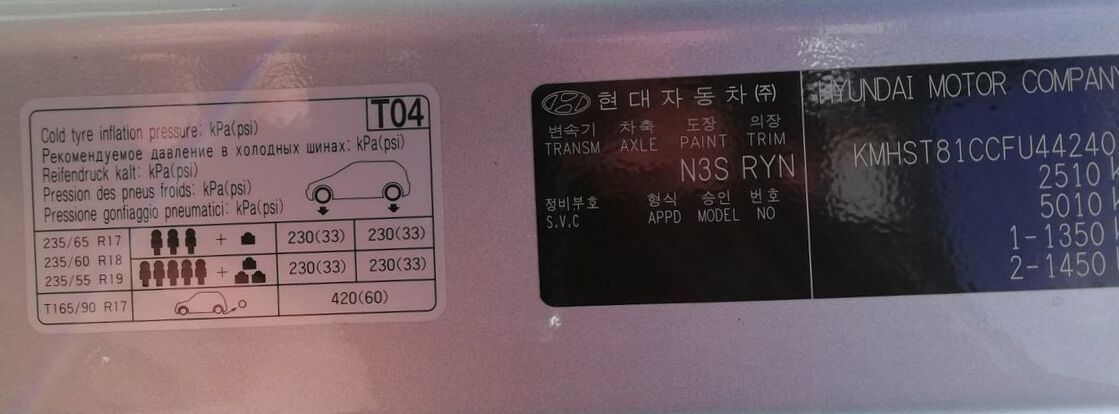 T04
Cold tyre inflation pressure: kPa(psi)
Рекомендуемое давление в холодных шинах: kPa(psi)
Reifendruck kalt: kPa(psi)
Pression des pneus froids: kPa(psi)
Pressione gonfiaggio pneumatici: kPa(psi)
235/65 R17 + 230(33) 230(33)
235/60 R18
235/55 R19 + 230(33) 230(33)
T165/90 R17 420(60)
현대자동차㈜
변속기 차축 도장 의장
TRANSM AXLE PAINT TRIM
N3S RYN
정비부호 형식 승인 번호
S.V.C APPD MODEL NO
HYUNDAI MOTOR COMPANY
KMHST81CCFU44240
2510 k
5010 k
1-1350 k
2-1450 k